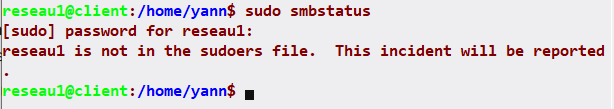 reseau1@client:/home/yann$ sudo smbstatus
[sudo] password for reseau1:
reseau1 is not in the sudoers file.  This incident will be reported
.
reseau1@client:/home/yann$